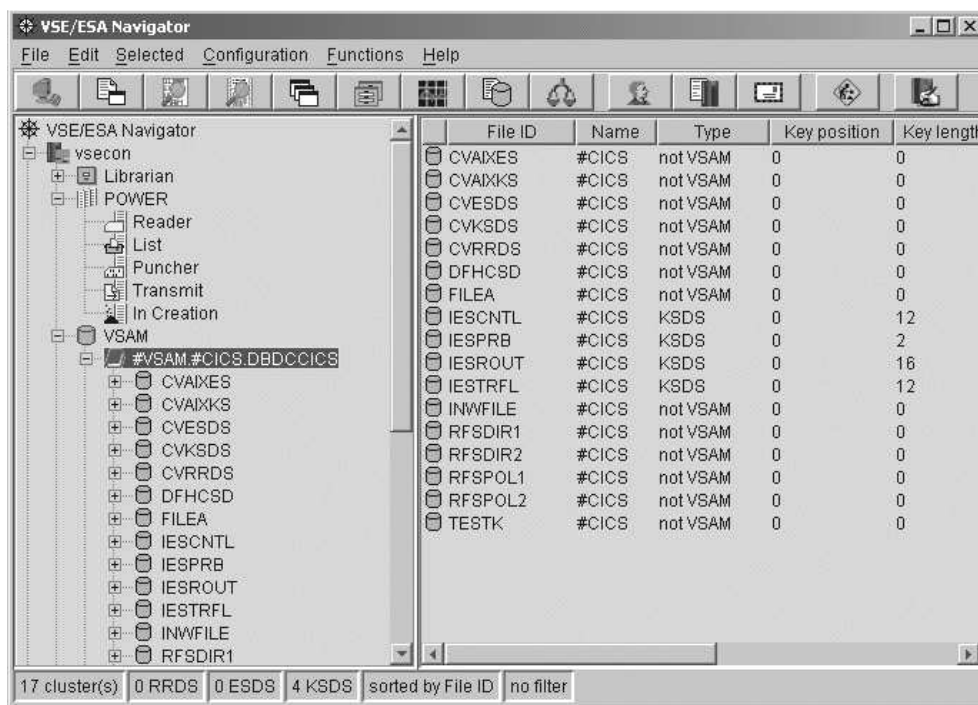 VSE/ESA Navigator
File Edit Selected Configuration Functions Help
VSE/ESA Navigator
vsecon
Librarian
POWER
Reader
List
Puncher
Transmit
In Creation
VSAM
#VSAM.#CICS.DBDCCICS
CVAIXES
CVAIXKS
CVESDS
CVKSDS
CVRRDS
DFHCSD
FILEA
IESCNTL
IESPRB
IESROUT
IESTRFL
INWFILE
RFSDIR1
File ID Name Type Key position Key length
CVAIXES #CICS not VSAM 0 0
CVAIXKS #CICS not VSAM 0 0
CVESDS #CICS not VSAM 0 0
CVKSDS #CICS not VSAM 0 0
CVRRDS #CICS not VSAM 0 0
DFHCSD #CICS not VSAM 0 0
FILEA #CICS not VSAM 0 0
IESCNTL #CICS KSDS 0 12
IESPRB #CICS KSDS 0 2
IESROUT #CICS KSDS 0 16
IESTRFL #CICS KSDS 0 12
INWFILE #CICS not VSAM 0 0
RFSDIR1 #CICS not VSAM 0 0
RFSDIR2 #CICS not VSAM 0 0
RFSPOL1 #CICS not VSAM 0 0
RFSPOL2 #CICS not VSAM 0 0
TESTK #CICS not VSAM 0 0
17 cluster(s) 0 RRDS 0 ESDS 4 KSDS sorted by File ID no filter